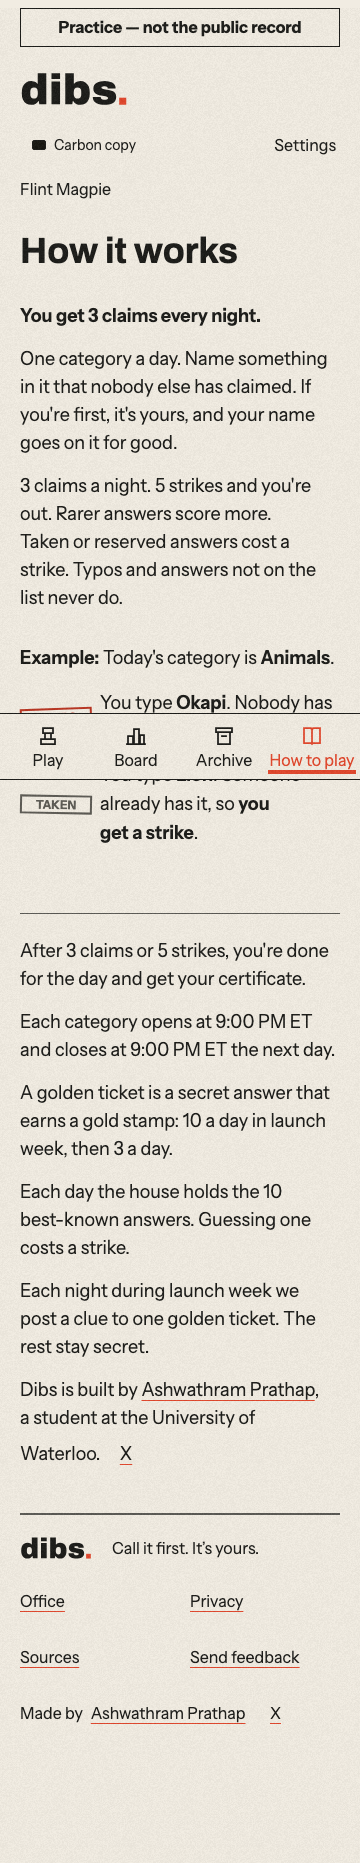 Practice — not the public record
dibs.
Carbon copy
Settings
Flint Magpie
How it works
You get 3 claims every night.
One category a day. Name something
in it that nobody else has claimed. If
you're first, it's yours, and your name
goes on it for good.
3 claims a night. 5 strikes and you're
out. Rarer answers score more.
Taken or reserved answers cost a
strike. Typos and answers not on the
list never do.
Example: Today's category is Animals.
You type Okapi. Nobody has
Play
Board
Archive
How to play
TAKEN
already has it, so you
get a strike.
After 3 claims or 5 strikes, you're done
for the day and get your certificate.
Each category opens at 9:00 PM ET
and closes at 9:00 PM ET the next day.
A golden ticket is a secret answer that
earns a gold stamp: 10 a day in launch
week, then 3 a day.
Each day the house holds the 10
best-known answers. Guessing one
costs a strike.
Each night during launch week we
post a clue to one golden ticket. The
rest stay secret.
Dibs is built by Ashwathram Prathap,
a student at the University of
Waterloo. X
dibs. Call it first. It's yours.
Office
Privacy
Sources
Send feedback
Made by Ashwathram Prathap X